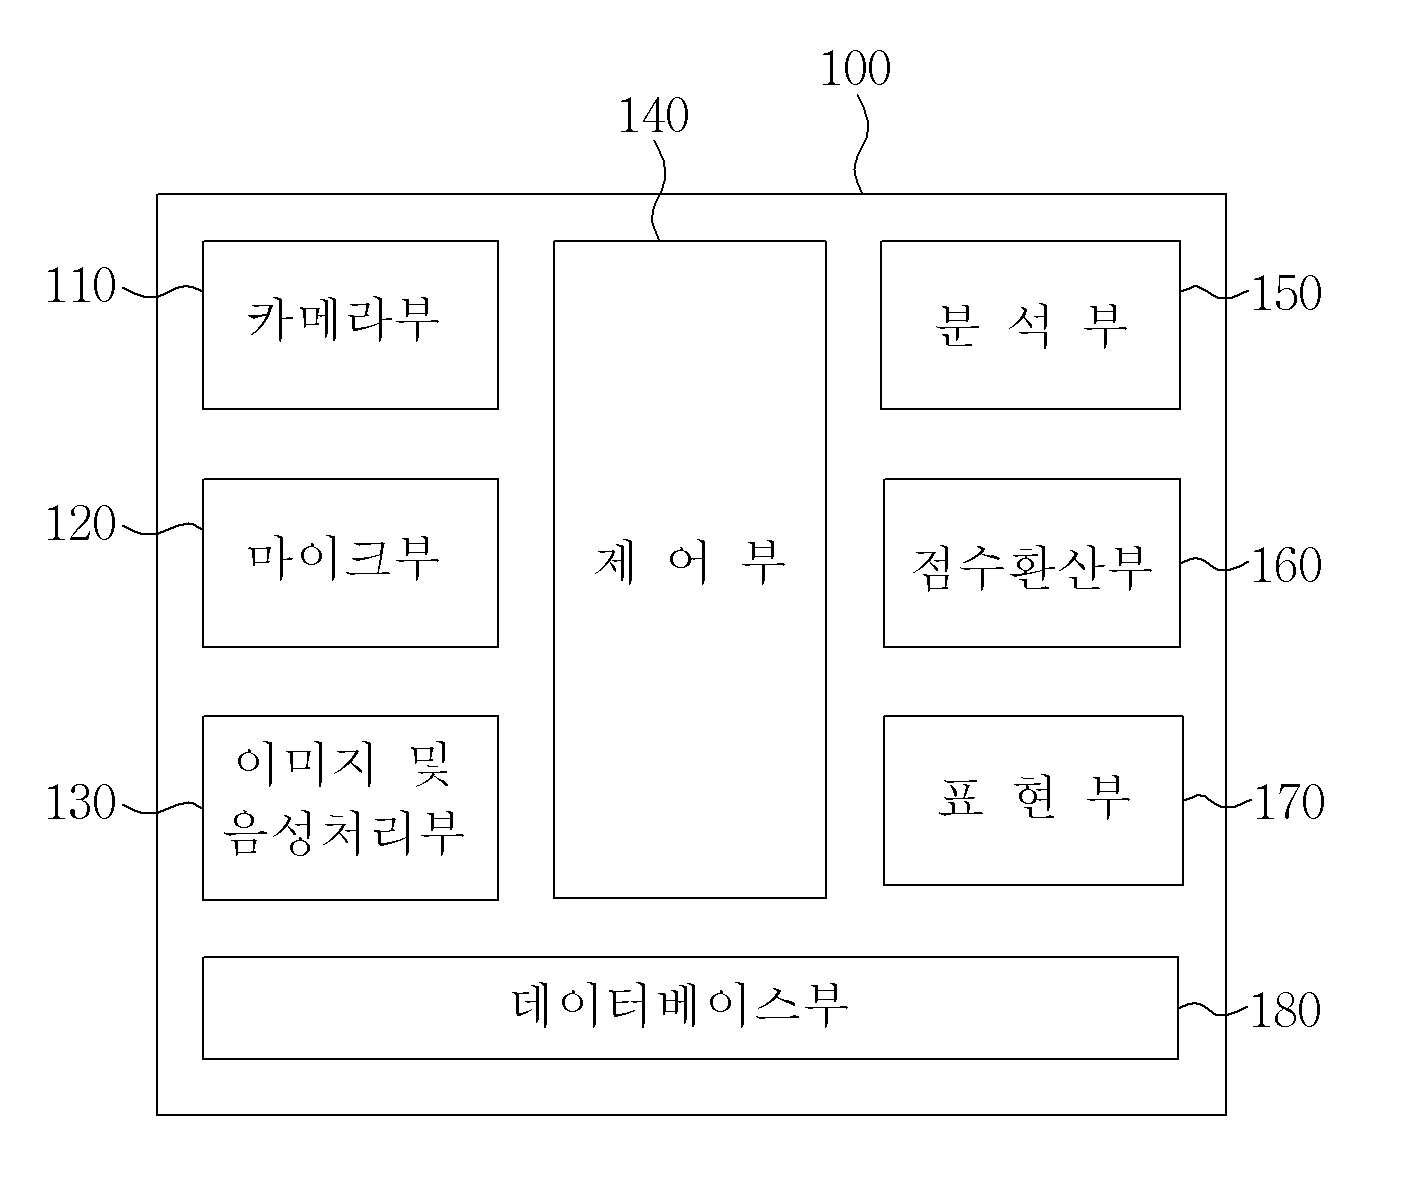 100
140
110
카메라부
분 석 부
150
120
마이크부
제 어 부
점수환산부
160
130
이미지 및
음성처리부
표 현 부
170
데이터베이스부
180